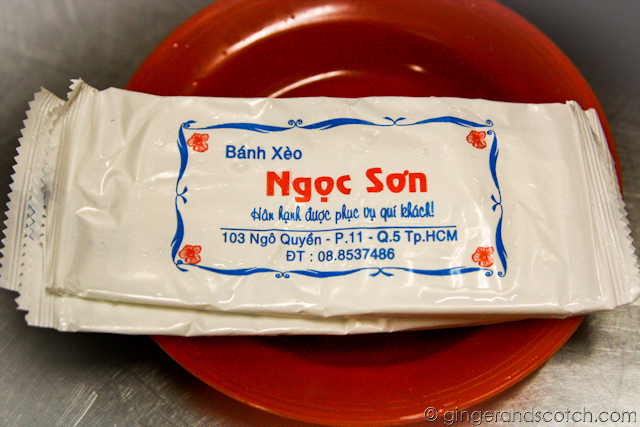 Bánh Xèo
Ngọc Sơn
Hân hạnh được phục vụ quí khách!
103 Ngô Quyền - P.11 - Q.5 Tp.HCM
ĐT : 08.8537486
© gingerandscotch.com